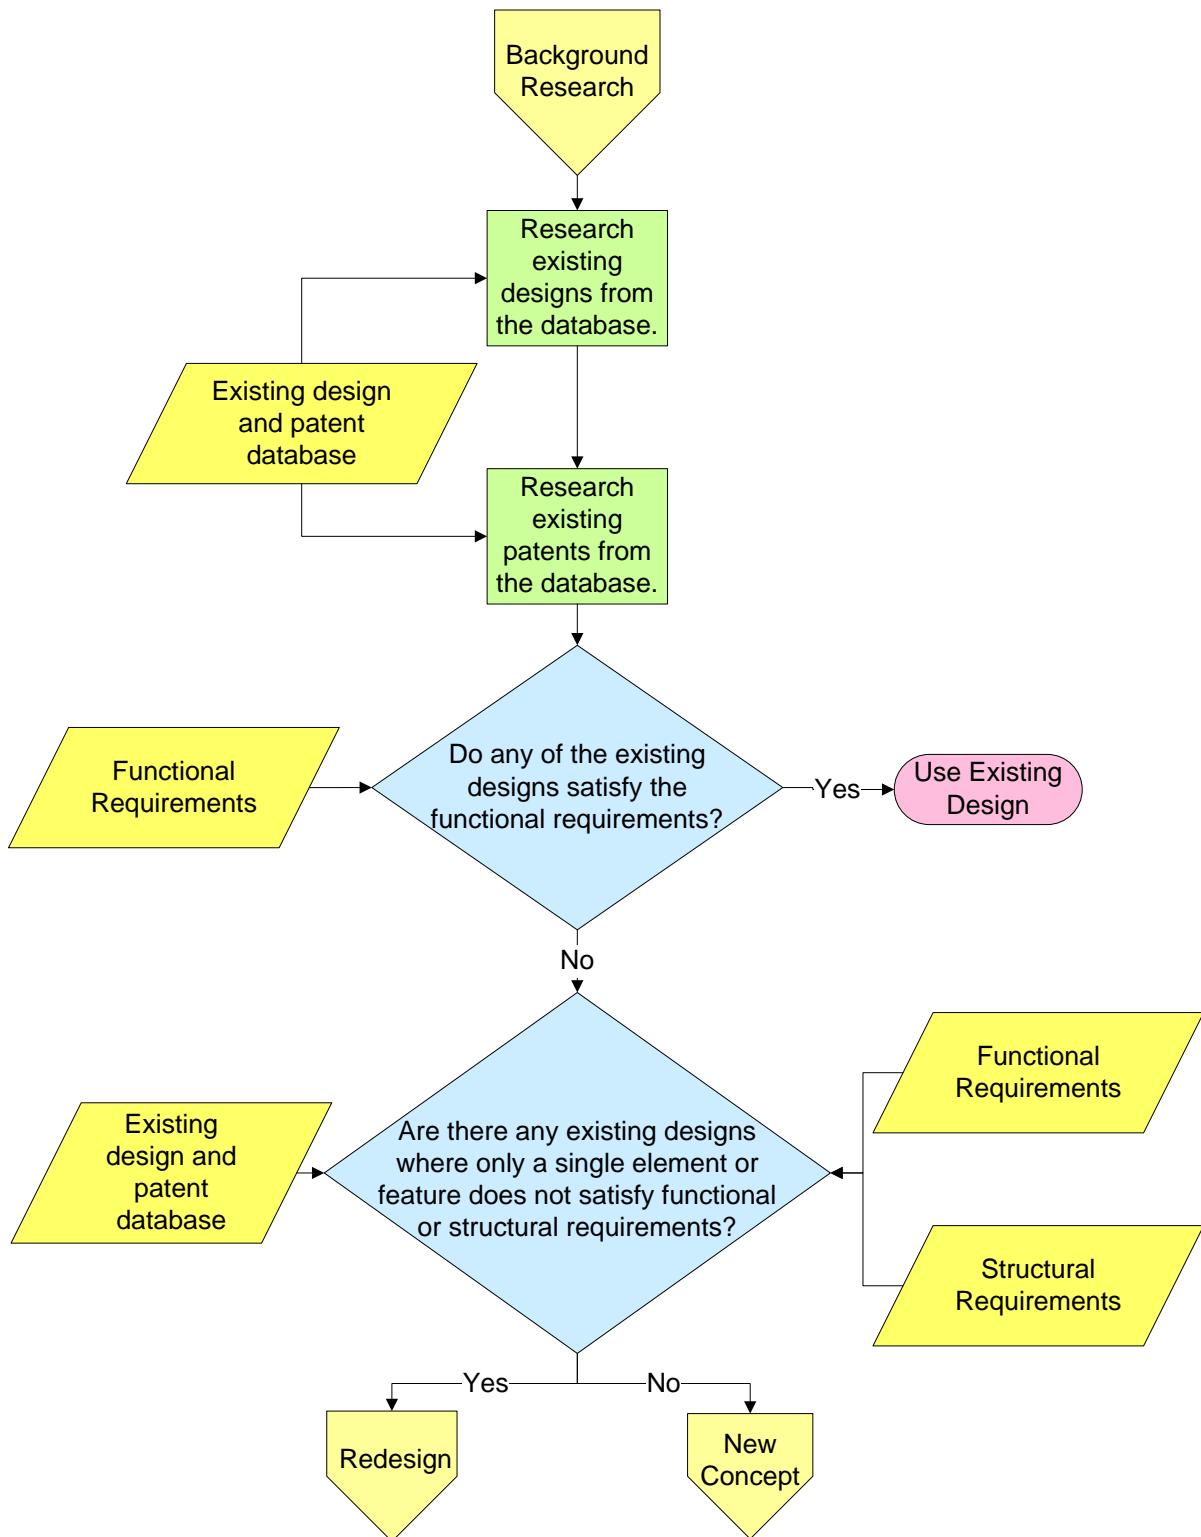 Background
Research
Research
existing
designs from
the database.
Existing design
and patent
database
Research
existing
patents from
the database.
Functional
Requirements
Do any of the existing
designs satisfy the
functional requirements?
Yes
Use Existing
Design
No
Existing
design and
patent
database
Are there any existing designs
where only a single element or
feature does not satisfy functional
or structural requirements?
Functional
Requirements
Structural
Requirements
Yes
No
Redesign
New
Concept